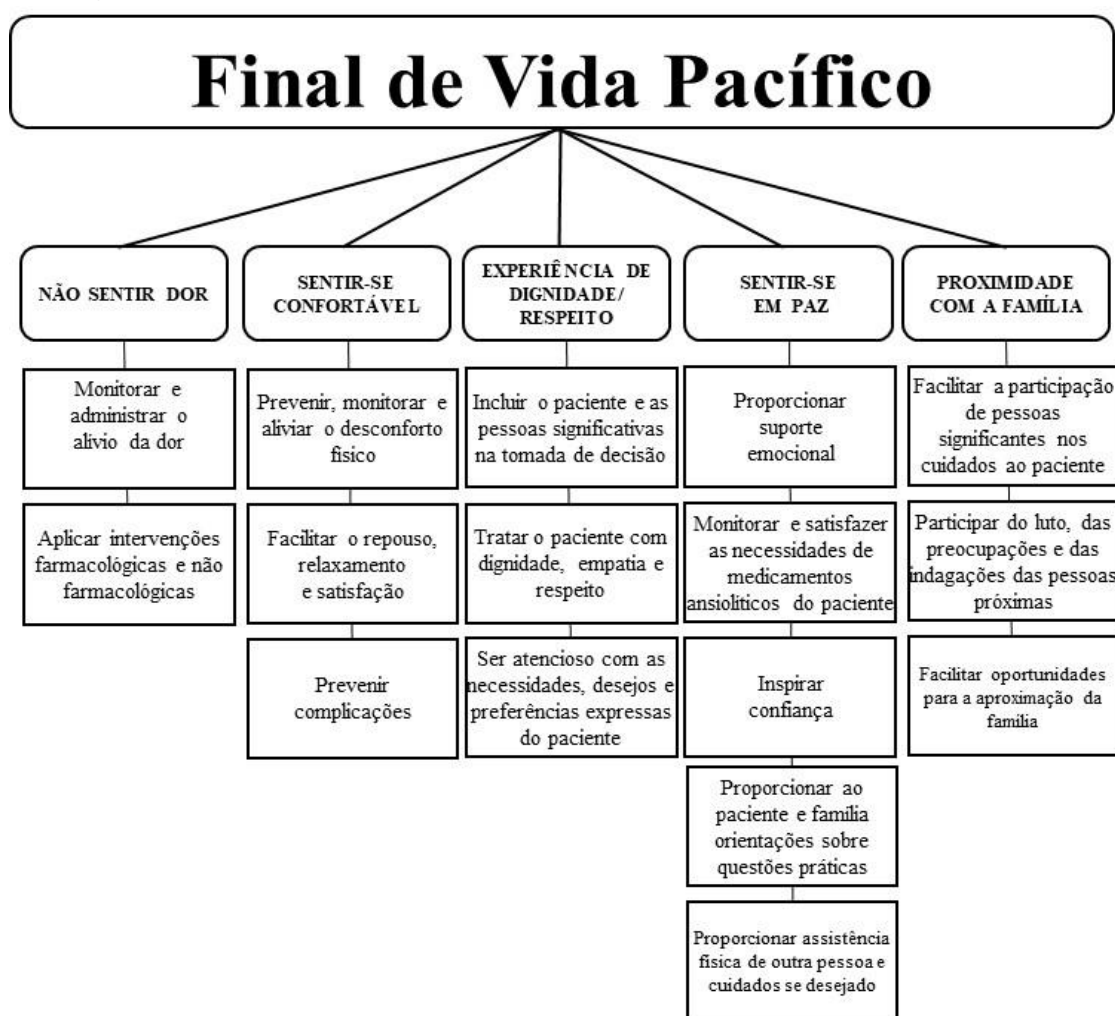 Final de Vida Pacífico
NÃO SENTIR DOR
SENTIR-SE
CONFORTÁVEL
EXPERIÊNCIA DE
DIGNIDADE/
RESPEITO
SENTIR-SE
EM PAZ
PROXIMIDADE
COM A FAMÍLIA
Monitorar e
administrar o
alivio da dor
Aplicar intervenções
farmacológicas e não
farmacológicas
Prevenir, monitorar e
aliviar o desconforto
físico
Facilitar o repouso,
relaxamento
e satisfação
Prevenir
complicações
Incluir o paciente e as
pessoas significativas
na tomada de decisão
Tratar o paciente com
dignidade, empatia e
respeito
Ser atencioso com as
necessidades, desejos e
preferências expressas
do paciente
Proporcionar
suporte
emocional
Monitorar e satisfazer
as necessidades de
medicamentos
ansiolíticos do paciente
Inspirar
confiança
Proporcionar ao
paciente e família
orientações sobre
questões práticas
Proporcionar assistência
física de outra pessoa e
cuidados se desejado
Facilitar a participação
de pessoas
significantes nos
cuidados ao paciente
Participar do luto, das
preocupações e das
indagações das pessoas
próximas
Facilitar oportunidades
para a aproximação da
família